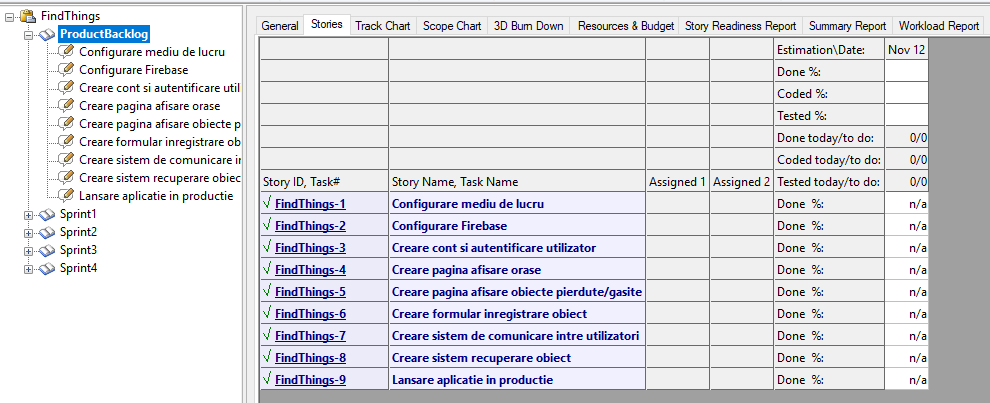 FindThings
ProductBacklog
Configurare mediu de lucru
Configurare Firebase
Creare cont si autentificare util
Creare pagina afisare orase
Creare pagina afisare obiecte p
Creare formular inregistrare ob
Creare sistem de comunicare ir
Creare sistem recuperare obiec
Lansare aplicatie in productie
Sprint1
Sprint2
Sprint3
Sprint4
General Stories Track Chart Scope Chart 3D Burn Down Resources & Budget Story Readiness Report Summary Report Workload Report
Estimation\Date: Nov 12
Done %:
Coded %:
Tested %:
Done today/to do: 0/0
Coded today/to do: 0/0
Story ID, Task# Story Name, Task Name Assigned 1 Assigned 2 Tested today/to do: 0/0
√ FindThings-1 Configurare mediu de lucru Done %: n/a
√ FindThings-2 Configurare Firebase Done %: n/a
√ FindThings-3 Creare cont si autentificare utilizator Done %: n/a
√ FindThings-4 Creare pagina afisare orase Done %: n/a
√ FindThings-5 Creare pagina afisare obiecte pierdute/gasite Done %: n/a
√ FindThings-6 Creare formular inregistrare obiect Done %: n/a
√ FindThings-7 Creare sistem de comunicare intre utilizatori Done %: n/a
√ FindThings-8 Creare sistem recuperare obiect Done %: n/a
√ FindThings-9 Lansare aplicatie in productie Done %: n/a